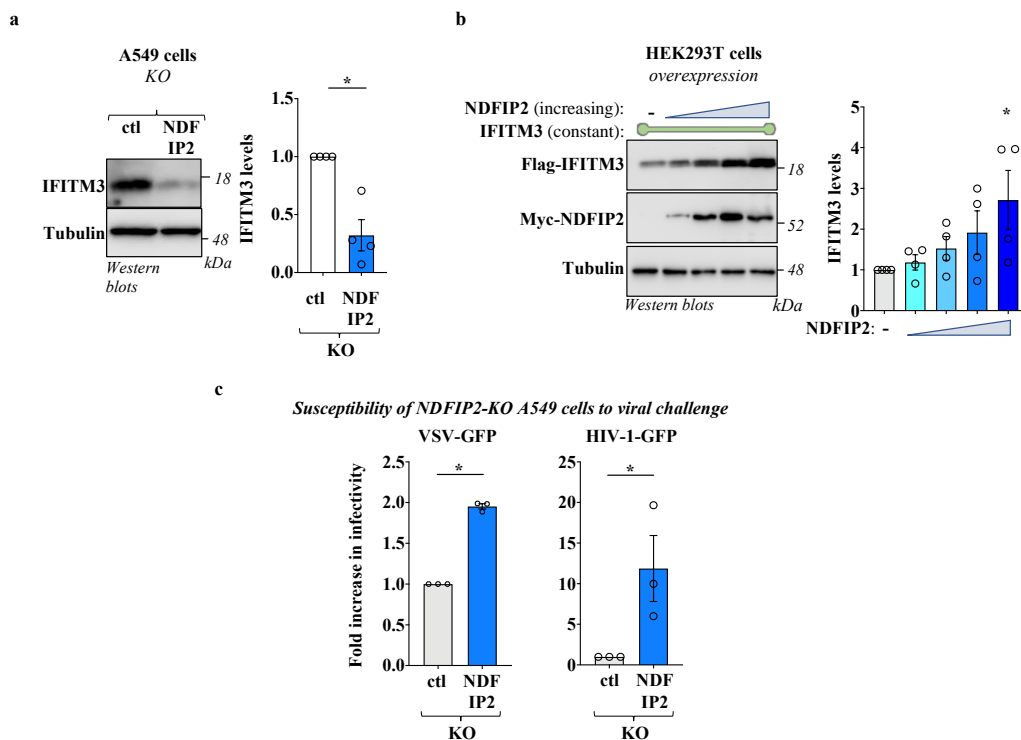 a
A549 cells
KO
ctl NDF
IP2
IFITM3
18
Tubulin
48
Western
blots
kDa
IFITM3 levels
*
1.5
1.0
0.5
0.0
ctl NDF
IP2
KO
b
HEK293T cells
overexpression
NDFIP2 (increasing): -
IFITM3 (constant):
Flag-IFITM3
18
Myc-NDFIP2
52
Tubulin
48
Western blots kDa
IFITM3 levels
*
5
4
3
2
1
0
NDFIP2: -
c
Susceptibility of NDFIP2-KO A549 cells to viral challenge
VSV-GFP
Fold increase in infectivity
*
2.5
2.0
1.5
1.0
0.5
0.0
ctl NDF
IP2
KO
HIV-1-GFP
*
25
20
15
10
5
0
ctl NDF
IP2
KO